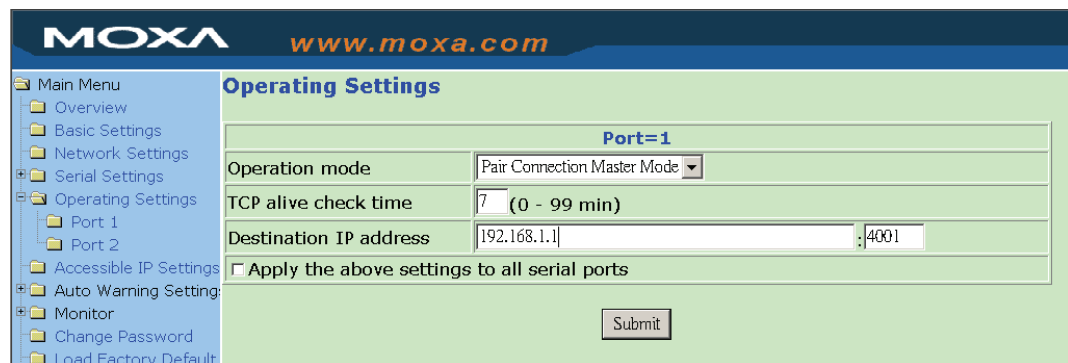 MOXA www.moxa.com
Main Menu
Overview
Basic Settings
Network Settings
Serial Settings
Operating Settings
Port 1
Port 2
Accessible IP Settings
Auto Warning Setting
Monitor
Change Password
Load Factory Default
Operating Settings
Port=1
Operation mode Pair Connection Master Mode
TCP alive check time 7 (0 - 99 min)
Destination IP address 192.168.1.1 : 4001
Apply the above settings to all serial ports
Submit